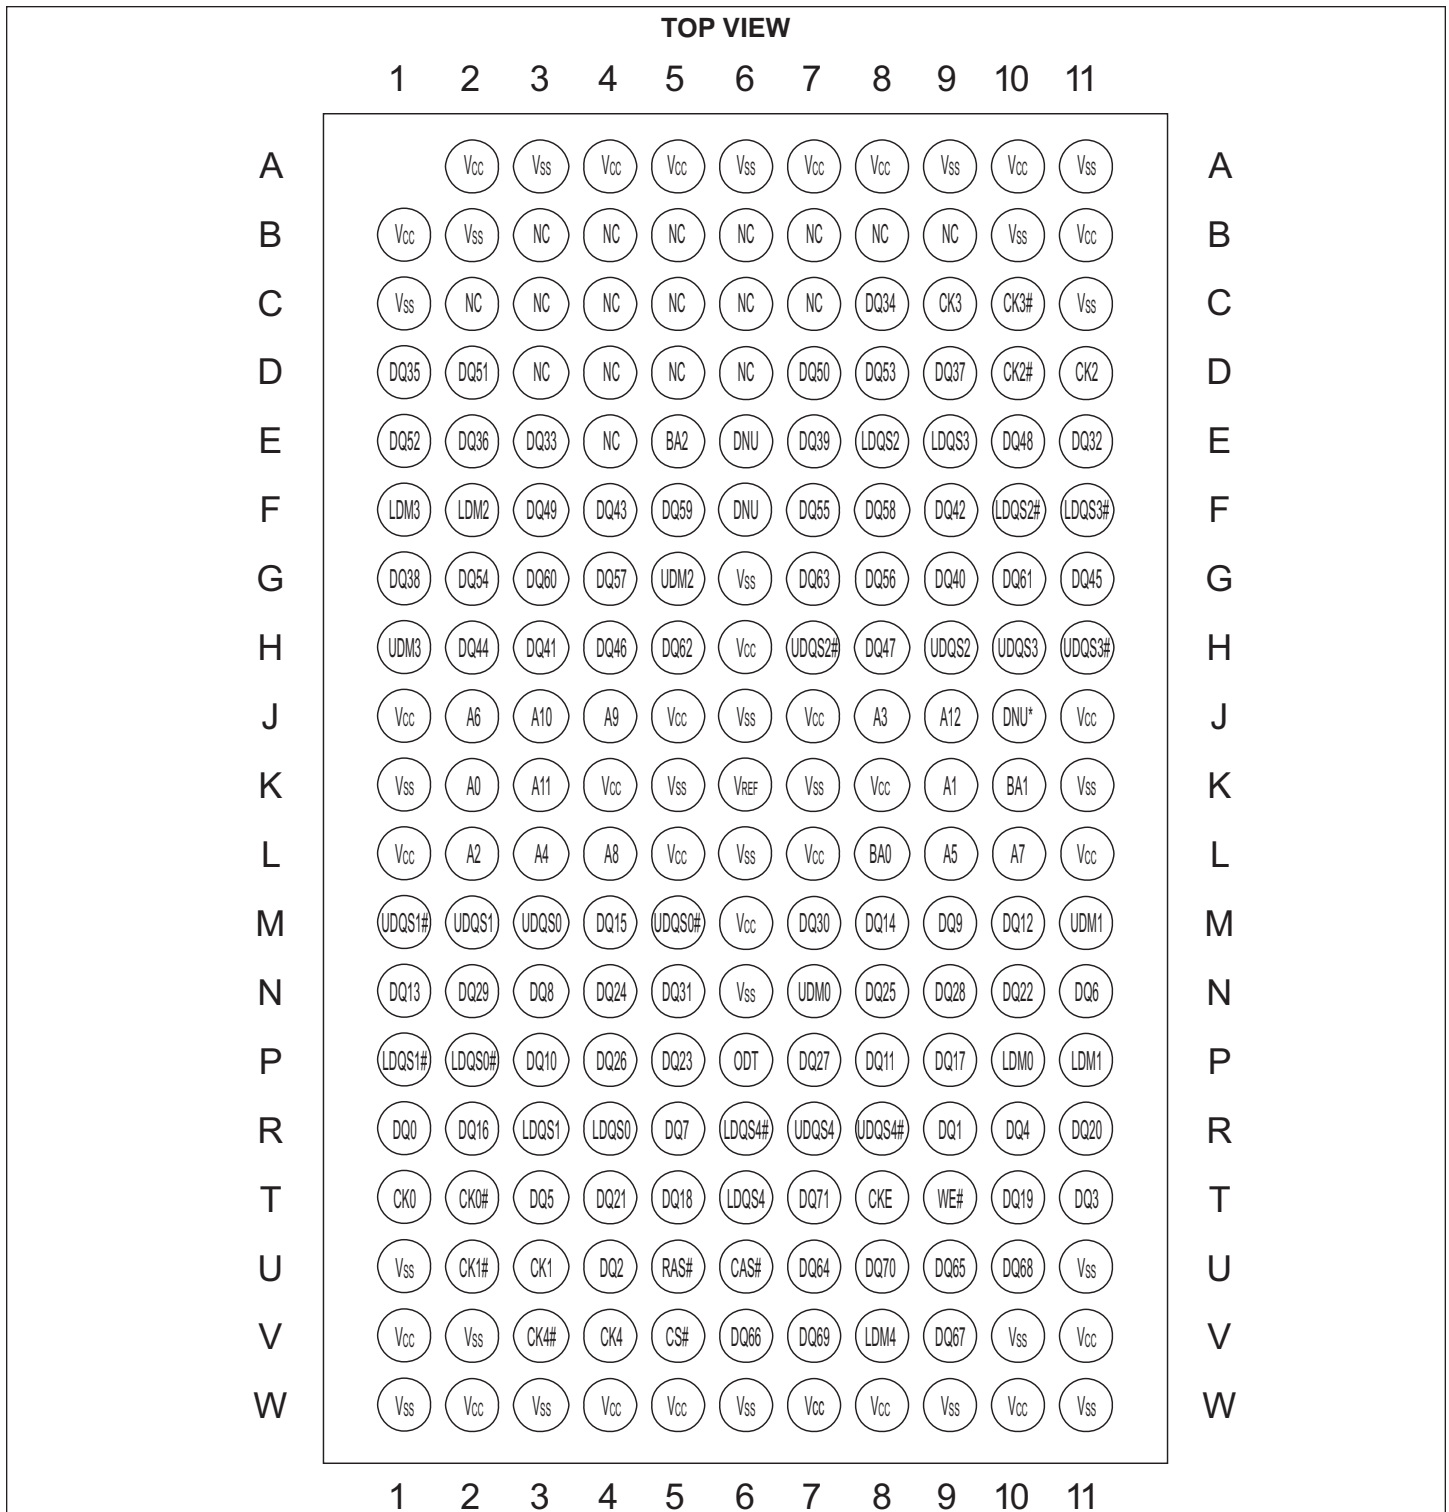 TOP VIEW
1 2 3 4 5 6 7 8 9 10 11
A Vcc Vss Vcc Vcc Vss Vcc Vcc Vss Vcc Vss A
B Vcc Vss NC NC NC NC NC NC NC Vss Vcc B
C Vss NC NC NC NC NC NC DQ34 CK3 CK3# Vss C
D DQ35 DQ51 NC NC NC NC DQ50 DQ53 DQ37 CK2# CK2 D
E DQ52 DQ36 DQ33 NC BA2 DNU DQ39 LDQS2 LDQS3 DQ48 DQ32 E
F LDM3 LDM2 DQ49 DQ43 DQ59 DNU DQ55 DQ58 DQ42 LDQS2# LDQS3# F
G DQ38 DQ54 DQ60 DQ57 UDM2 Vss DQ63 DQ56 DQ40 DQ61 DQ45 G
H UDM3 DQ44 DQ41 DQ46 DQ62 Vcc UDQS2# DQ47 UDQS2 UDQS3 UDQS3# H
J Vcc A6 A10 A9 Vcc Vss Vcc A3 A12 DNU* Vcc J
K Vss A0 A11 Vcc Vss VREF Vss Vcc A1 BA1 Vss K
L Vcc A2 A4 A8 Vcc Vss Vcc BA0 A5 A7 Vcc L
M UDQS1# UDQS1 UDQS0 DQ15 UDQS0# Vcc DQ30 DQ14 DQ9 DQ12 UDM1 M
N DQ13 DQ29 DQ8 DQ24 DQ31 Vss UDM0 DQ25 DQ28 DQ22 DQ6 N
P LDQS1# LDQS0# DQ10 DQ26 DQ23 ODT DQ27 DQ11 DQ17 LDM0 LDM1 P
R DQ0 DQ16 LDQS1 LDQS0 DQ7 LDQS4# UDQS4 UDQS4# DQ1 DQ4 DQ20 R
T CK0 CK0# DQ5 DQ21 DQ18 LDQS4 DQ71 CKE WE# DQ19 DQ3 T
U Vss CK1# CK1 DQ2 RAS# CAS# DQ64 DQ70 DQ65 DQ68 Vss U
V Vcc Vss CK4# CK4 CS# DQ66 DQ69 LDM4 DQ67 Vss Vcc V
W Vss Vcc Vss Vcc Vcc Vss Vcc Vcc Vss Vcc Vss W
1 2 3 4 5 6 7 8 9 10 11